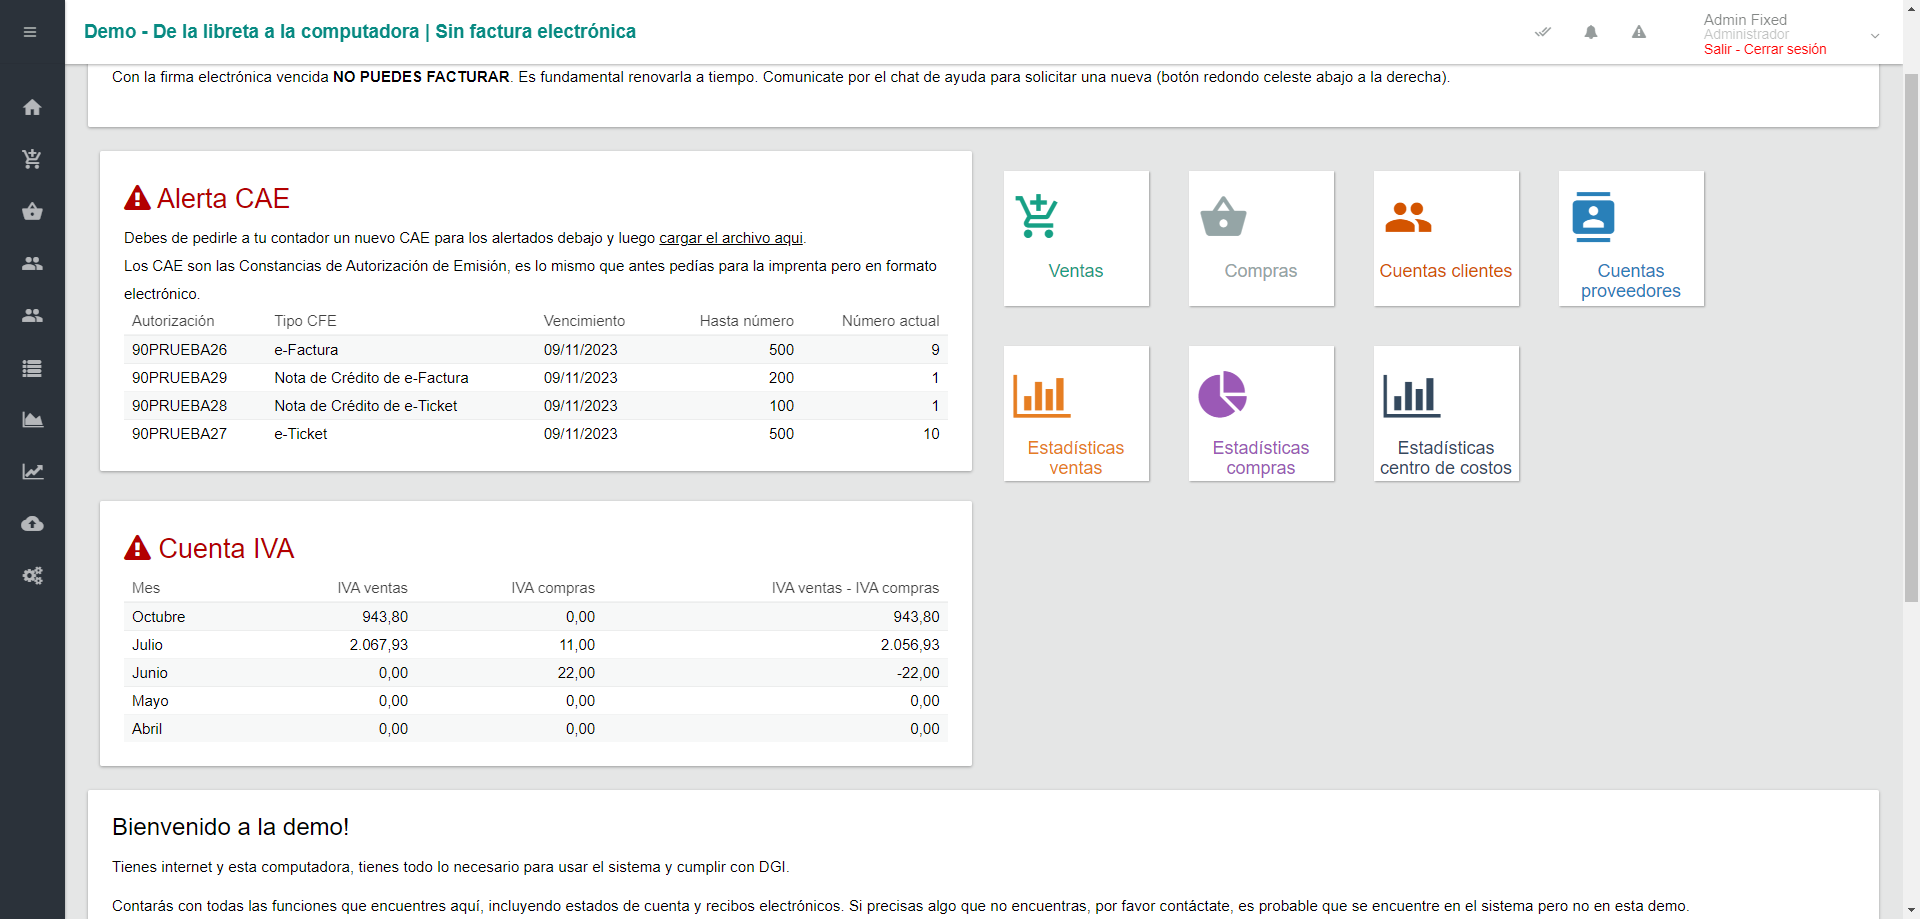 Demo - De la libreta a la computadora | Sin factura electrónica
Admin Fixed
Administrador
Salir - Cerrar sesión
Con la firma electrónica vencida NO PUEDES FACTURAR. Es fundamental renovarla a tiempo. Comunicate por el chat de ayuda para solicitar una nueva (botón redondo celeste abajo a la derecha).
Alerta CAE
Debes de pedirle a tu contador un nuevo CAE para los alertados debajo y luego cargar el archivo aqui.
Los CAE son las Constancias de Autorización de Emisión, es lo mismo que antes pedías para la imprenta pero en formato
electrónico.
Autorización Tipo CFE Vencimiento Hasta número Número actual
90PRUEBA26 e-Factura 09/11/2023 500 9
90PRUEBA29 Nota de Crédito de e-Factura 09/11/2023 200 1
90PRUEBA28 Nota de Crédito de e-Ticket 09/11/2023 100 1
90PRUEBA27 e-Ticket 09/11/2023 500 10
Ventas
Compras
Cuentas clientes
Cuentas
proveedores
Estadísticas
ventas
Estadísticas
compras
Estadísticas
centro de costos
Cuenta IVA
Mes IVA ventas IVA compras IVA ventas - IVA compras
Octubre 943,80 0,00 943,80
Julio 2.067,93 11,00 2.056,93
Junio 0,00 22,00 -22,00
Mayo 0,00 0,00 0,00
Abril 0,00 0,00 0,00
Bienvenido a la demo!
Tienes internet y esta computadora, tienes todo lo necesario para usar el sistema y cumplir con DGI.
Contarás con todas las funciones que encuentres aquí, incluyendo estados de cuenta y recibos electrónicos. Si precisas algo que no encuentras, por favor contáctate, es probable que se encuentre en el sistema pero no en esta demo.